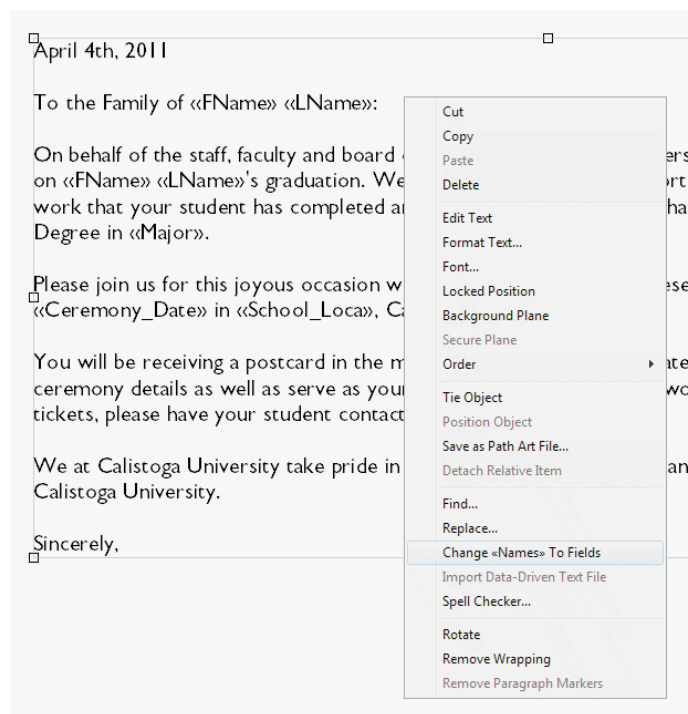 April 4th, 2011
To the Family of «FName» «LName»:
On behalf of the staff, faculty and board
on «FName» «LName»'s graduation. We
work that your student has completed
Degree in «Major».
Please join us for this joyous occasion
«Ceremony_Date» in «School_Loca»,
You will be receiving a postcard in the
ceremony details as well as serve as your
tickets, please have your student contact
We at Calistoga University take pride in
Calistoga University.
Sincerely,
Cut
Copy
Paste
Delete
Edit Text
Format Text...
Font...
Locked Position
Background Plane
Secure Plane
Order
Tie Object
Position Object
Save as Path Art File...
Detach Relative Item
Find...
Replace...
Change «Names» To Fields
Import Data-Driven Text File
Spell Checker...
Rotate
Remove Wrapping
Remove Paragraph Markers